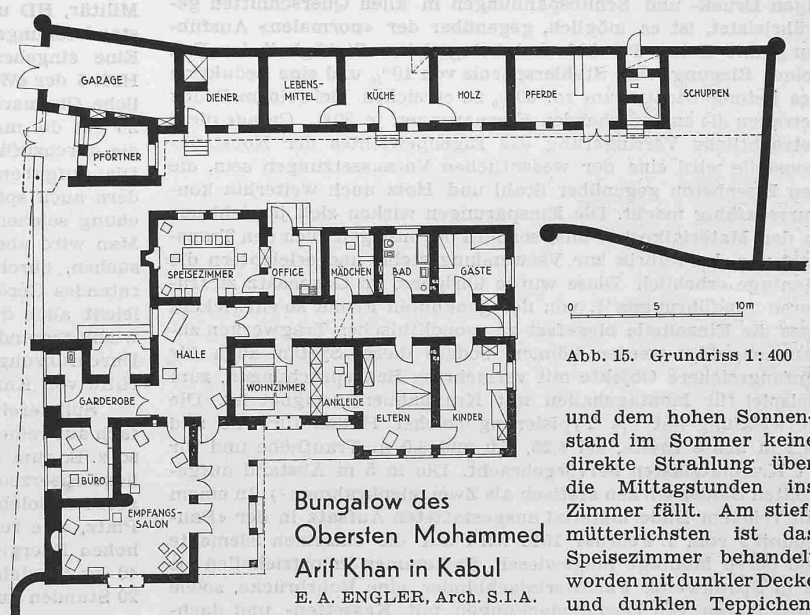 GARAGE
DIENER
LEBENS-
MITTEL
KÜCHE
HOLZ
PFERDE
SCHUPPEN
PFÖRTNER
SPEISEZIMMER
OFFICE
MÄDCHEN
BAD
GÄSTE
HALLE
GARDEROBE
WOHNZIMMER
ANKLEIDE
ELTERN
KINDER
BÜRO
EMPFANGS-
SALON
0 5 10m
Abb. 15. Grundriss 1 : 400
Bungalow des
Obersten Mohammed
Arif Khan in Kabul
E. A. ENGLER, Arch. S.I.A.
und dem hohen Sonnen-
stand im Sommer keine
direkte Strahlung über
die Mittagstunden ins
Zimmer fällt. Am stief-
mütterlichsten ist das
Speisezimmer behandelt
worden mit dunkler Decke
und dunklen Teppichen